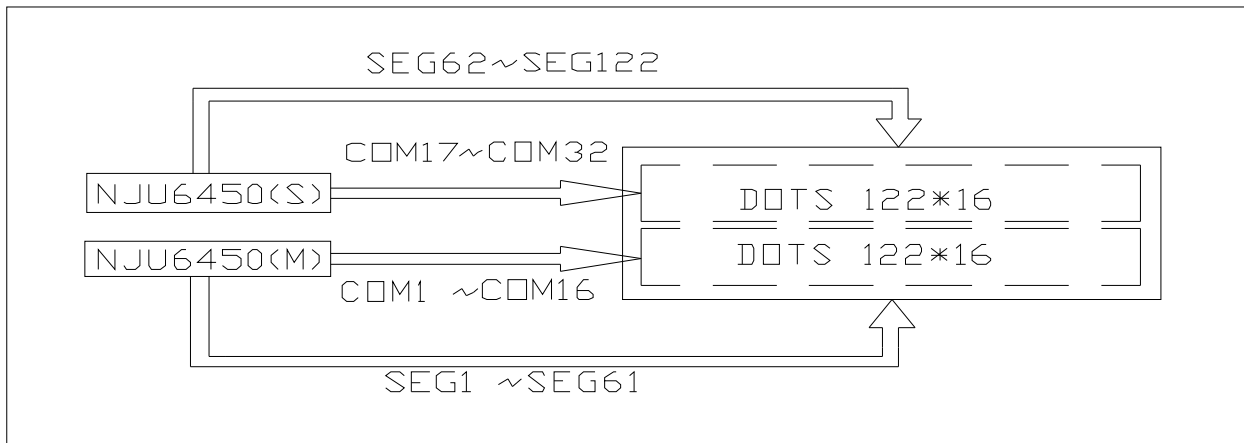 SEG62~SEG122
COM17~COM32
NJU6450(S)
DOTS 122*16
NJU6450(M)
DOTS 122*16
COM1 ~COM16
SEG1 ~SEG61